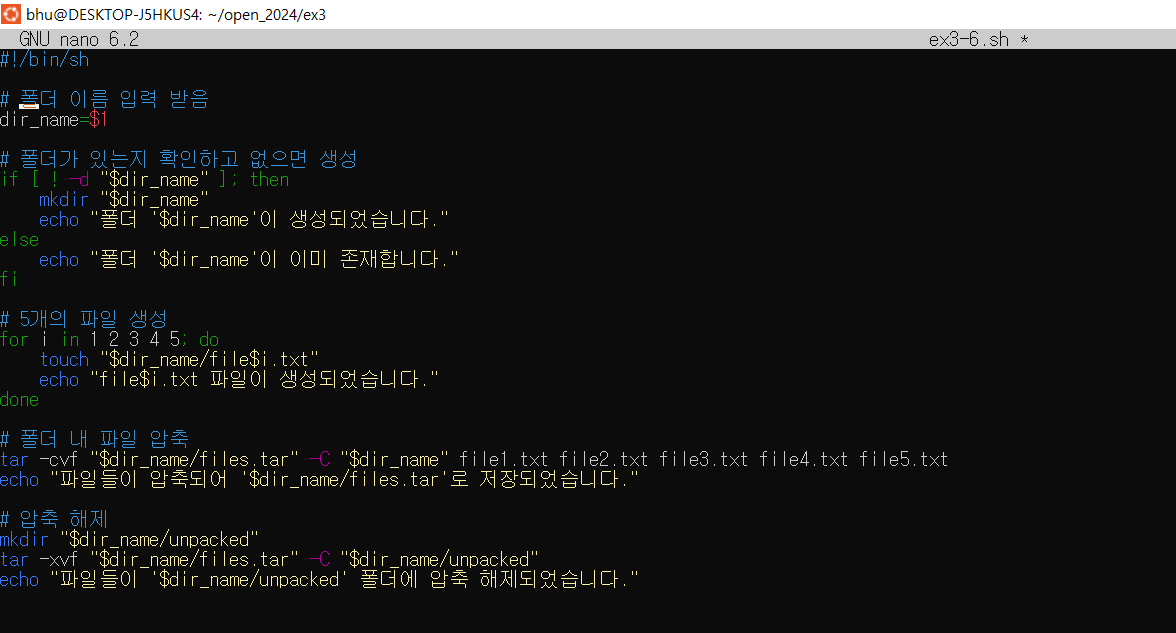 bhu@DESKTOP-J5HKUS4: ~/open_2024/ex3
GNU nano 6.2 ex3-6.sh *
#!/bin/sh
# 폴더 이름 입력 받음
dir_name=$1
# 폴더가 있는지 확인하고 없으면 생성
if [ ! -d "$dir_name" ]; then
mkdir "$dir_name"
echo "폴더 '$dir_name'이 생성되었습니다."
else
echo "폴더 '$dir_name'이 이미 존재합니다."
fi
# 5개의 파일 생성
for i in 1 2 3 4 5; do
touch "$dir_name/file$i.txt"
echo "file$i.txt 파일이 생성되었습니다."
done
# 폴더 내 파일 압축
tar -cvf "$dir_name/files.tar" -C "$dir_name" file1.txt file2.txt file3.txt file4.txt file5.txt
echo "파일들이 압축되어 '$dir_name/files.tar'로 저장되었습니다."
# 압축 해제
mkdir "$dir_name/unpacked"
tar -xvf "$dir_name/files.tar" -C "$dir_name/unpacked"
echo "파일들이 '$dir_name/unpacked' 폴더에 압축 해제되었습니다."